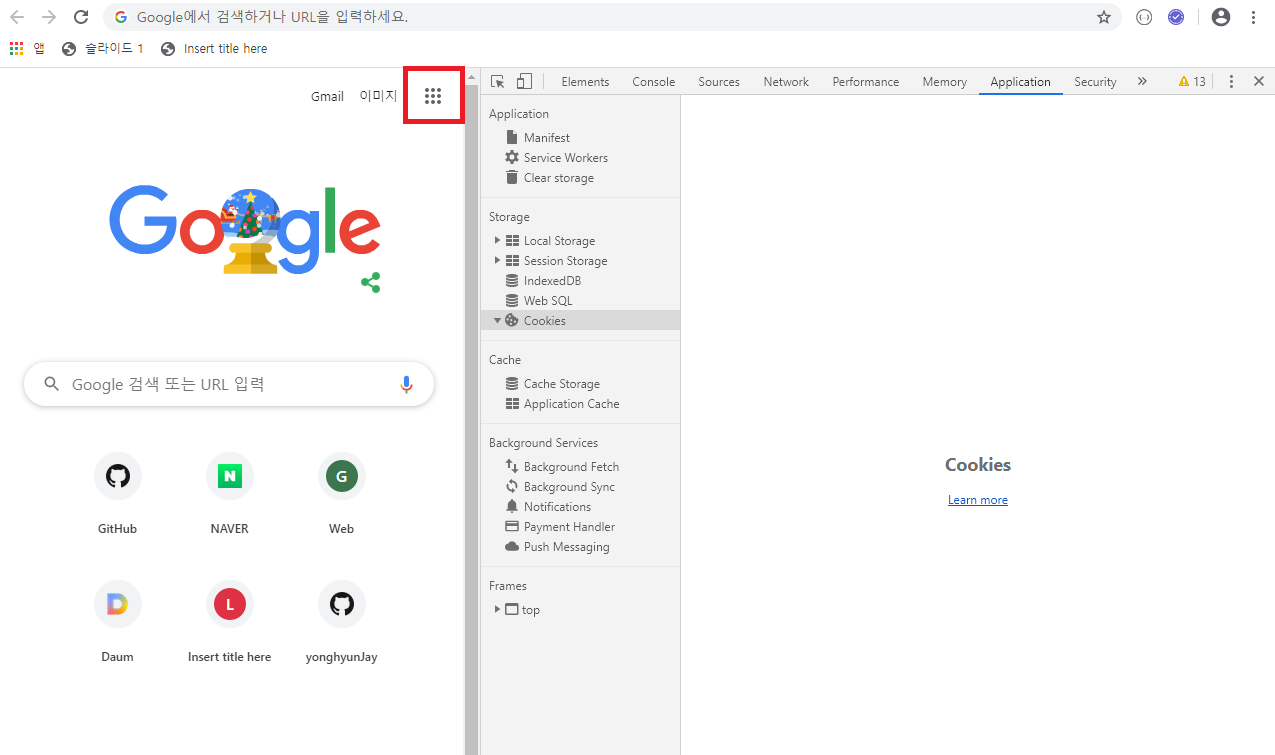 Google에서 검색하거나 URL을 입력하세요.
앱 슬라이드 1 Insert title here
Gmail 이미지
Google
Google 검색 또는 URL 입력
GitHub NAVER Web
Daum Insert title here yonghyunJay
N
G
D
L
Elements Console Sources Network Performance Memory Application Security » 13
Application
Manifest
Service Workers
Clear storage
Storage
Local Storage
Session Storage
IndexedDB
Web SQL
Cookies
Cache
Cache Storage
Application Cache
Background Services
Background Fetch
Background Sync
Notifications
Payment Handler
Push Messaging
Frames
top
Cookies
Learn more